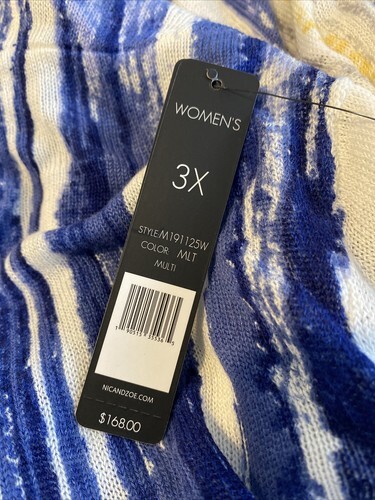 WOMEN'S
3X
STYLE:M191125W
COLOR MLT
MULTI
NICANDZOE.COM
$168.00